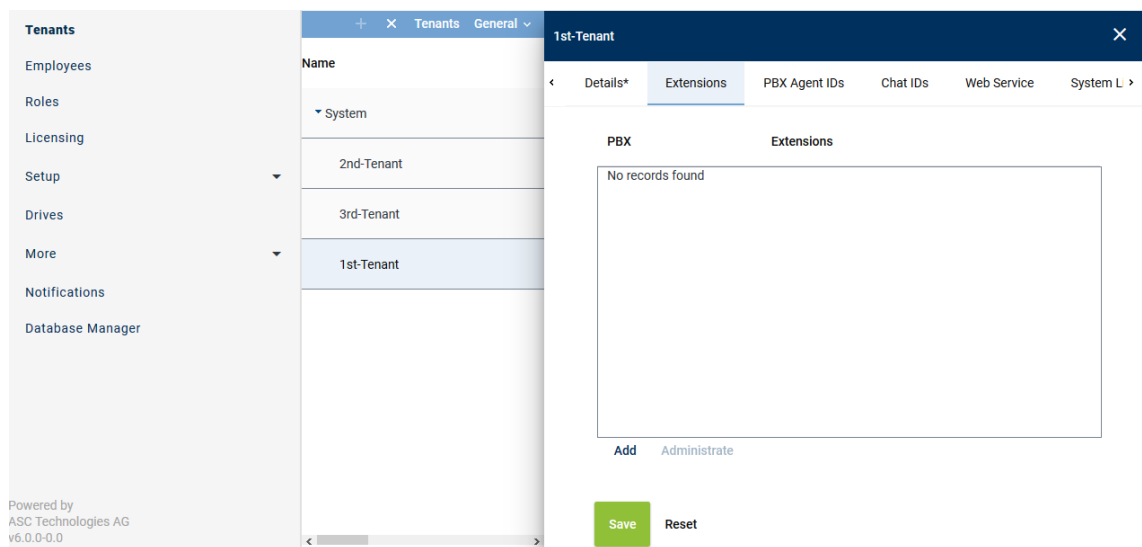 Tenants
Employees
Roles
Licensing
Setup
Drives
More
Notifications
Database Manager
Powered by
ASC Technologies AG
v6.0.0-0.0
Tenants General
Name
System
2nd-Tenant
3rd-Tenant
1st-Tenant
1st-Tenant
Details* Extensions PBX Agent IDs Chat IDs Web Service System
PBX Extensions
No records found
Add Administrate
Save Reset